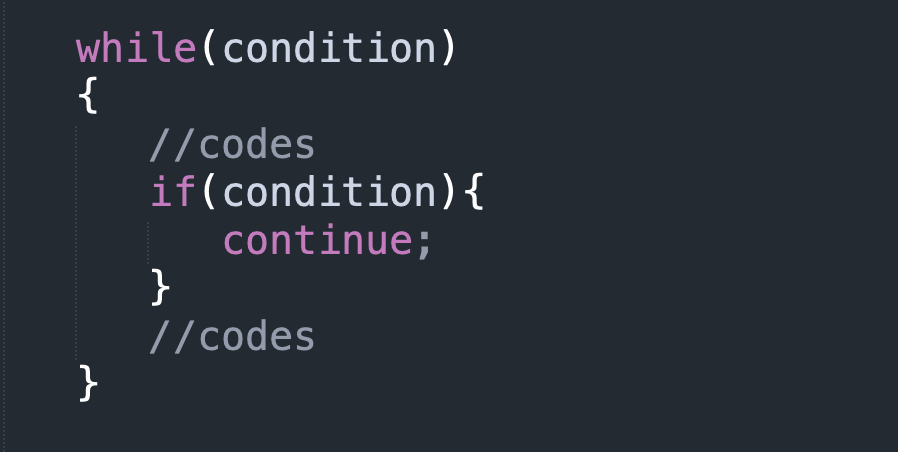 while(condition)
{
//codes
if(condition){
continue;
}
//codes
}